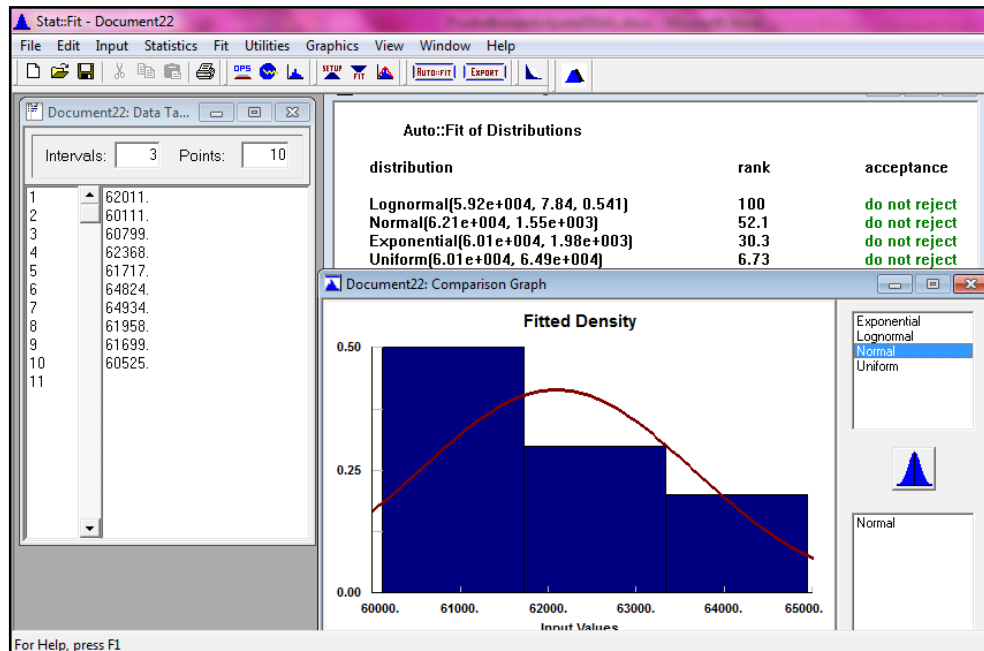 Stat::Fit - Document22
File Edit Input Statistics Fit Utilities Graphics View Window Help
OPS SETUP FIT AUTO::FIT EXPORT
Document22: Data Ta...
Intervals: 3 Points: 10
1 62011.
2 60111.
3 60799.
4 62368.
5 61717.
6 64824.
7 64934.
8 61958.
9 61699.
10 60525.
11
Auto::Fit of Distributions
distribution rank acceptance
Lognormal(5.92e+004, 7.84, 0.541) 100 do not reject
Normal(6.21e+004, 1.55e+003) 52.1 do not reject
Exponential(6.01e+004, 1.98e+003) 30.3 do not reject
Uniform(6.01e+004, 6.49e+004) 6.73 do not reject
Document22: Comparison Graph
Fitted Density
0.50
0.25
0.00
60000. 61000. 62000. 63000. 64000. 65000.
Input Values
Exponential
Lognormal
Normal
Uniform
Normal
For Help, press F1